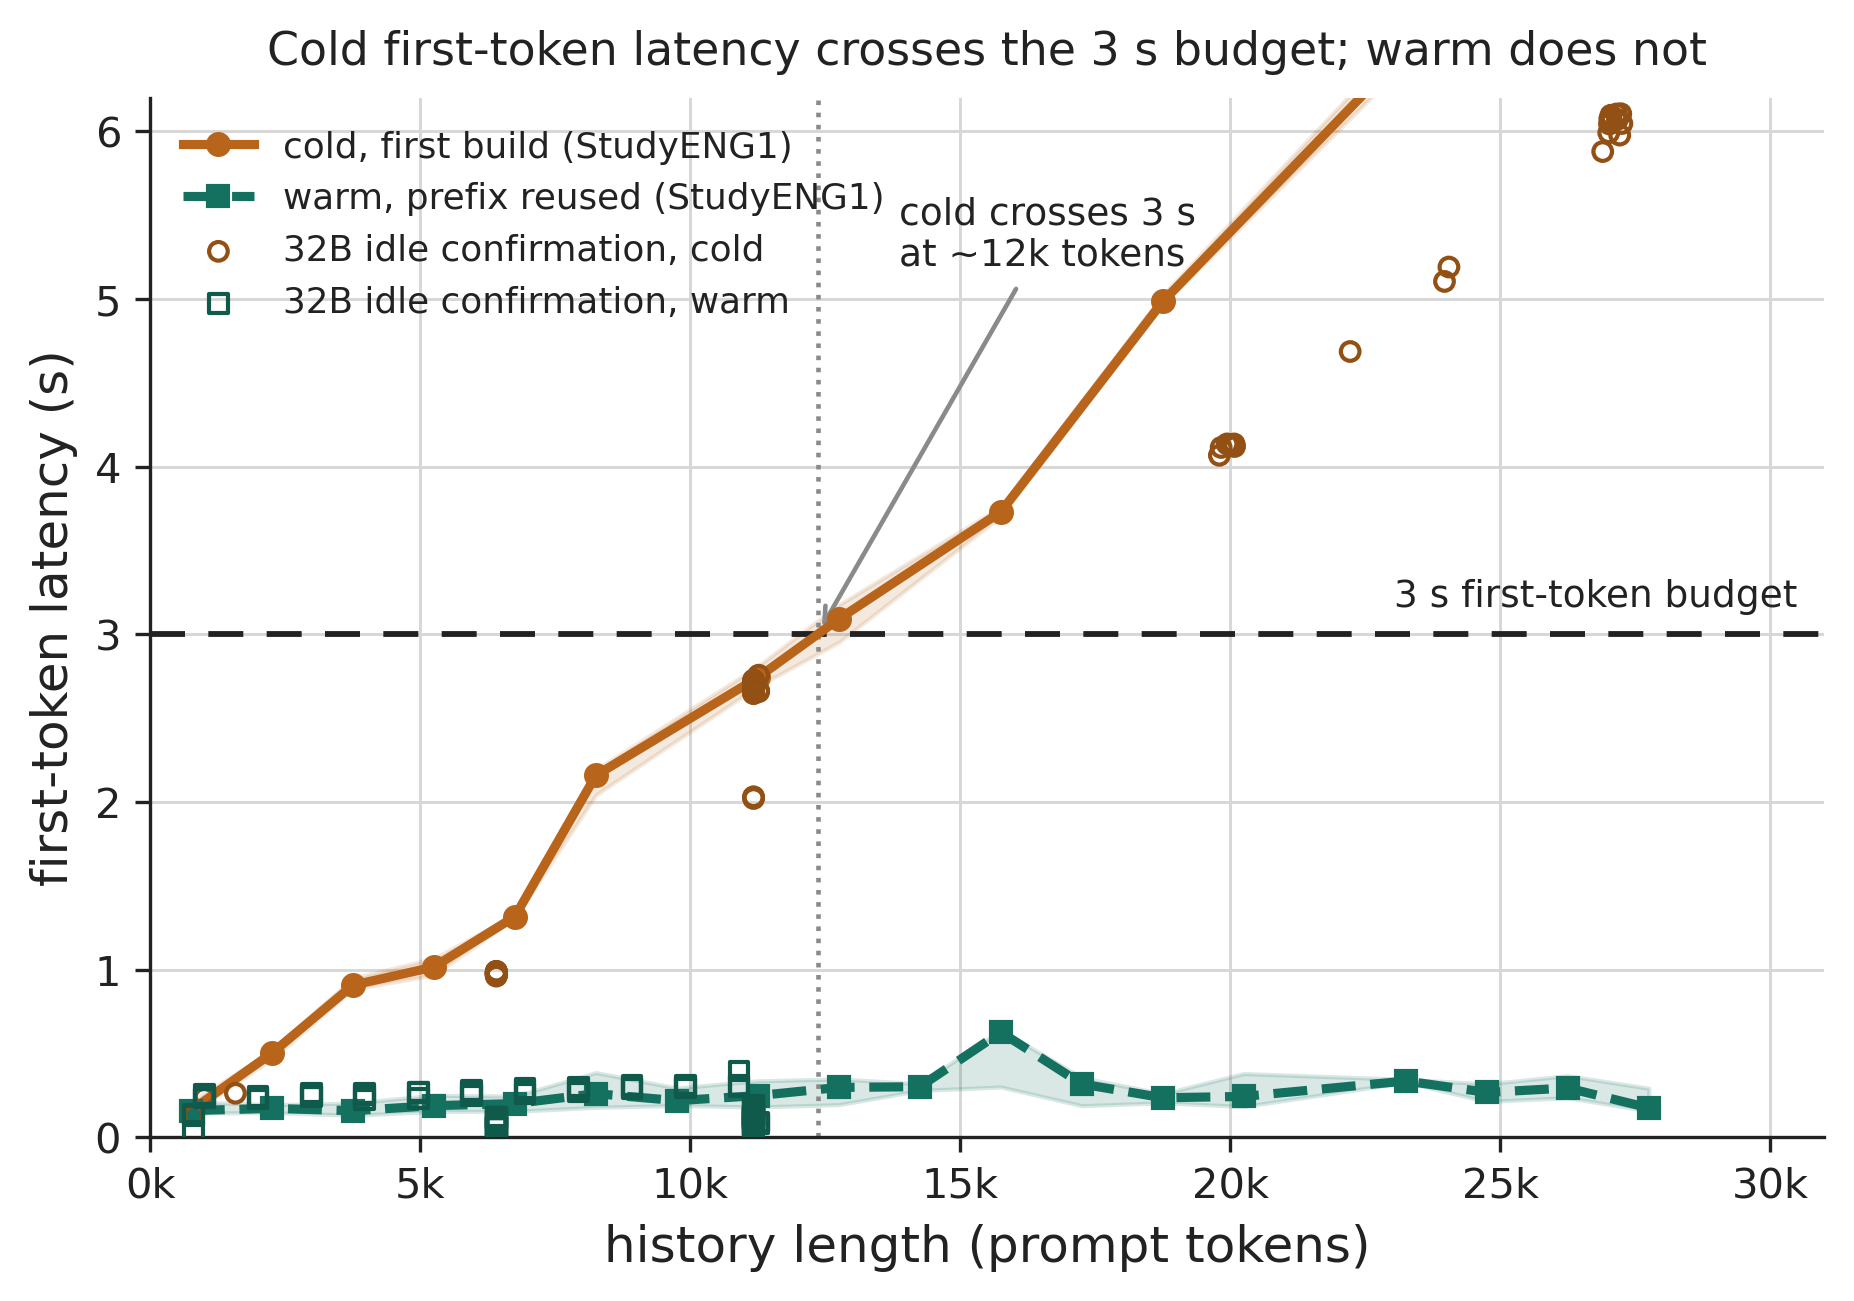 Cold first-token latency crosses the 3 s budget; warm does not
cold, first build (StudyENG1)
warm, prefix reused (StudyENG1)
32B idle confirmation, cold
32B idle confirmation, warm
cold crosses 3 s
at ~12k tokens
3 s first-token budget
first-token latency (s)
6
5
4
3
2
1
0
0k 5k 10k 15k 20k 25k 30k
history length (prompt tokens)